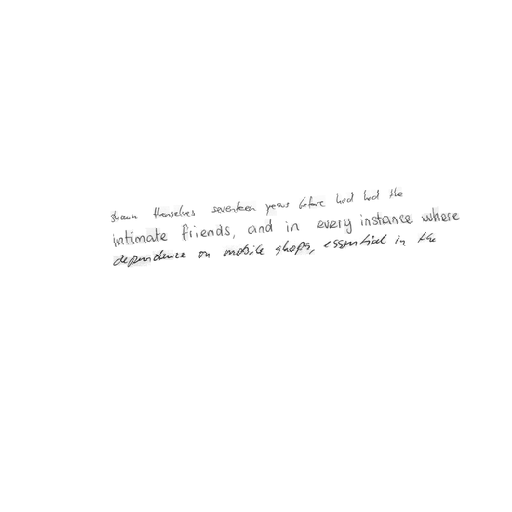 shown themselves seventeen years before had had the
intimate friends, and in every instance where
dependence on mobile shops, essential in the